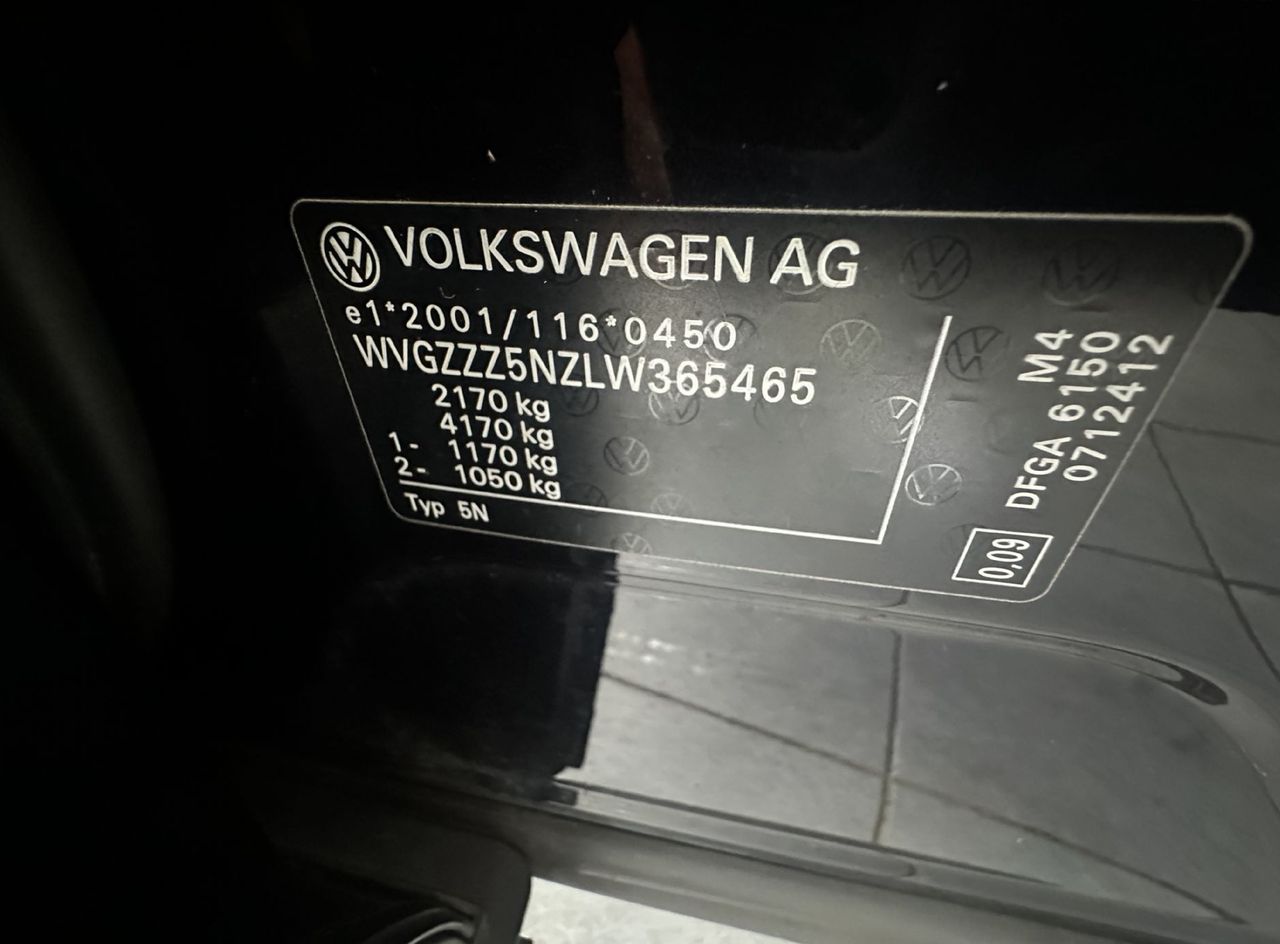 VOLKSWAGEN AG
e1*2001/116*0450
WVGZZZ5NZLW365465
2170 kg
4170 kg
1- 1170 kg
2- 1050 kg
Typ 5N
M4
DFGA 6150
0712412
0,09